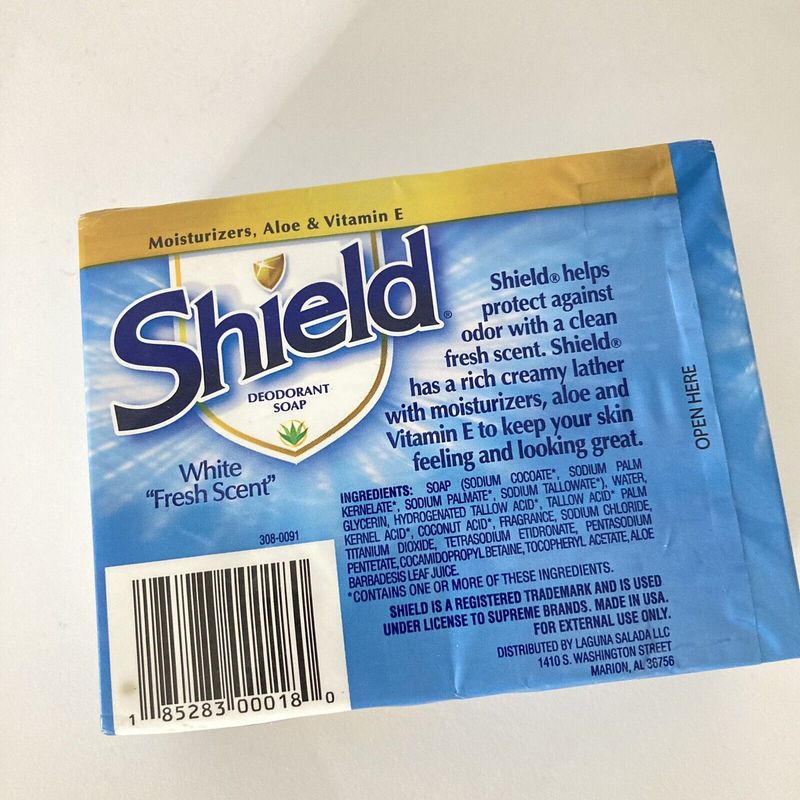 Moisturizers, Aloe & Vitamin E
Shield®
DEODORANT
SOAP
White
"Fresh Scent"
Shield® helps
protect against
odor with a clean
fresh scent. Shield®
has a rich creamy lather
with moisturizers, aloe and
Vitamin E to keep your skin
feeling and looking great.
OPEN HERE
INGREDIENTS: SOAP (SODIUM COCOATE*, SODIUM PALM
KERNELATE*, SODIUM PALMATE*, SODIUM TALLOWATE*), WATER,
GLYCERIN, HYDROGENATED TALLOW ACID*, TALLOW ACID* PALM
KERNEL ACID*, COCONUT ACID*, FRAGRANCE, SODIUM CHLORIDE,
TITANIUM DIOXIDE, TETRASODIUM ETIDRONATE, PENTASODIUM
PENTETATE, COCAMIDOPROPYL BETAINE, TOCOPHERYL ACETATE, ALOE
BARBADESIS LEAF JUICE.
*CONTAINS ONE OR MORE OF THESE INGREDIENTS.
SHIELD IS A REGISTERED TRADEMARK AND IS USED
UNDER LICENSE TO SUPREME BRANDS. MADE IN USA.
FOR EXTERNAL USE ONLY.
DISTRIBUTED BY LAGUNA SALADA LLC
1410 S. WASHINGTON STREET
MARION, AL 36756
308-0091
1 85283 00018 0